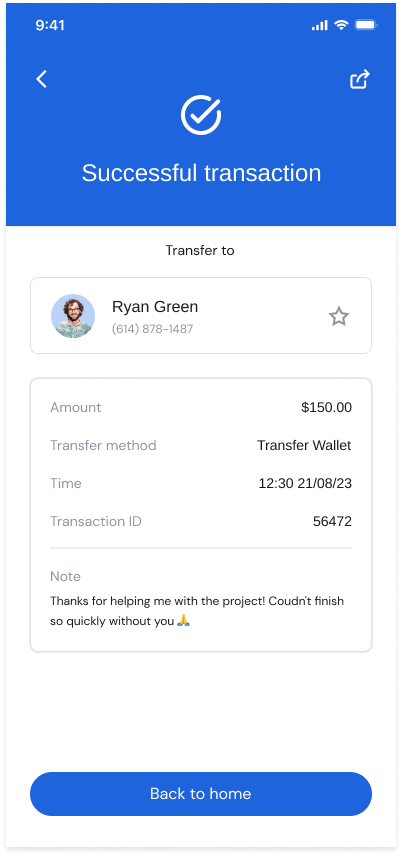 9:41
Successful transaction
Transfer to
Ryan Green
(614) 878-1487
Amount $150.00
Transfer method Transfer Wallet
Time 12:30 21/08/23
Transaction ID 56472
Note
Thanks for helping me with the project! Coudn't finish
so quickly without you 🙏
Back to home